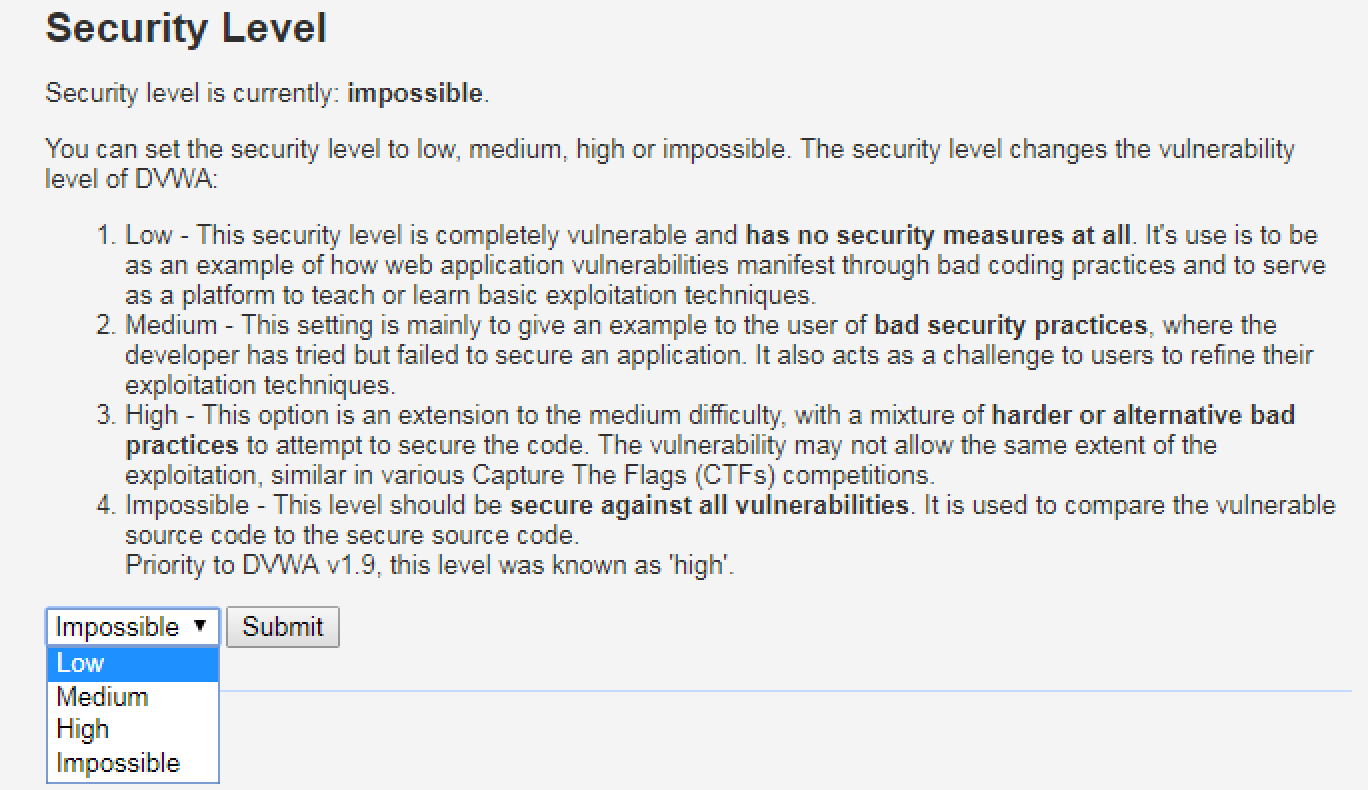 Security Level
Security level is currently: impossible.
You can set the security level to low, medium, high or impossible. The security level changes the vulnerability
level of DVWA:
1. Low - This security level is completely vulnerable and has no security measures at all. It's use is to be
as an example of how web application vulnerabilities manifest through bad coding practices and to serve
as a platform to teach or learn basic exploitation techniques.
2. Medium - This setting is mainly to give an example to the user of bad security practices, where the
developer has tried but failed to secure an application. It also acts as a challenge to users to refine their
exploitation techniques.
3. High - This option is an extension to the medium difficulty, with a mixture of harder or alternative bad
practices to attempt to secure the code. The vulnerability may not allow the same extent of the
exploitation, similar in various Capture The Flags (CTFs) competitions.
4. Impossible - This level should be secure against all vulnerabilities. It is used to compare the vulnerable
source code to the secure source code.
Priority to DVWA v1.9, this level was known as 'high'.
Impossible ▼ Submit
Low
Medium
High
Impossible